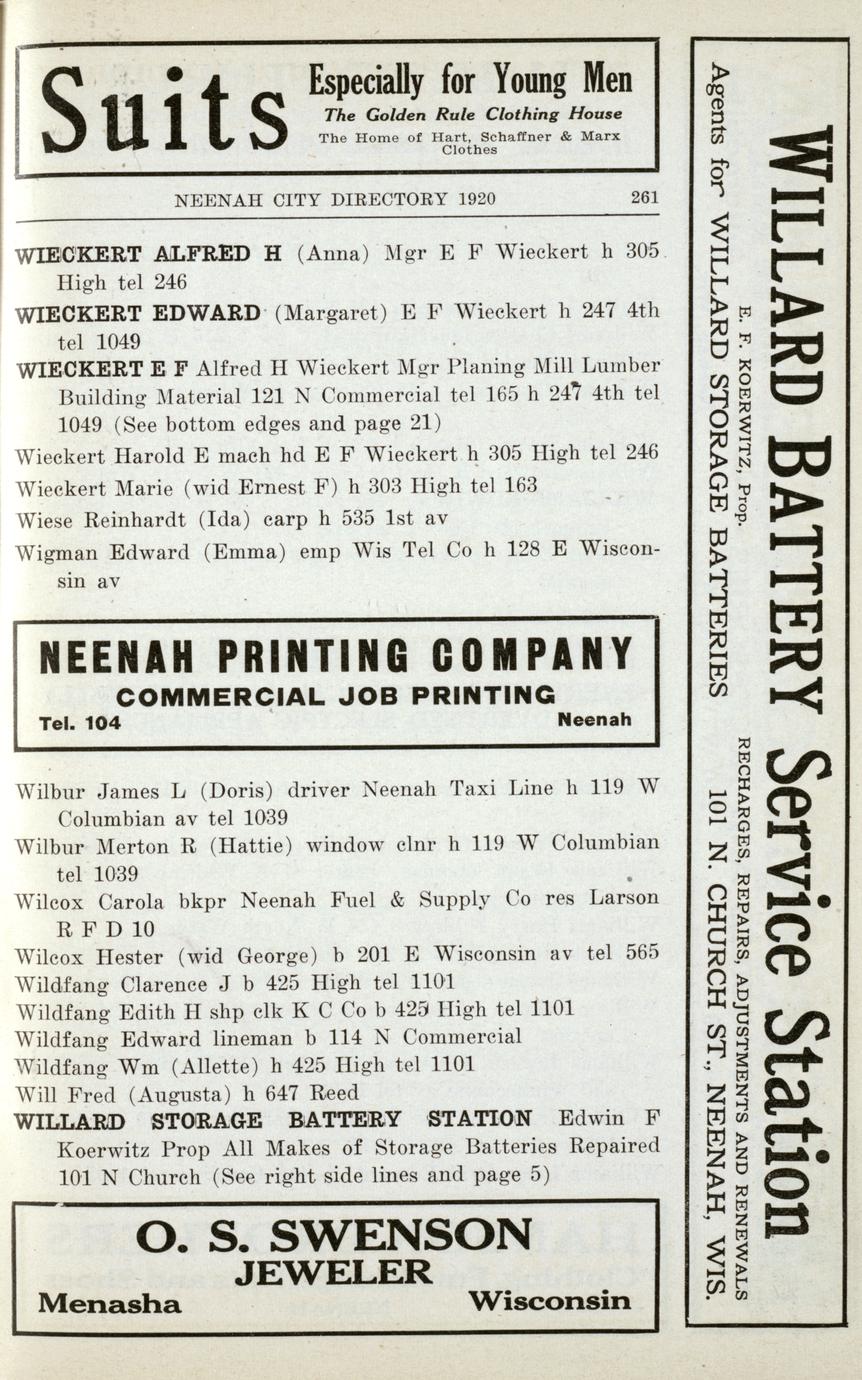 Suits
Especially for Young Men
The Golden Rule Clothing House
The Home of Hart, Schaffner & Marx
Clothes
NEENAH CITY DIRECTORY 1920 261
WIECKERT ALFRED H (Anna) Mgr E F Wieckert h 305
High tel 246
WIECKERT EDWARD (Margaret) E F Wieckert h 247 4th
tel 1049
WIECKERT E F Alfred H Wieckert Mgr Planing Mill Lumber
Building Material 121 N Commercial tel 165 h 247 4th tel
1049 (See bottom edges and page 21)
Wieckert Harold E mach hd E F Wieckert h 305 High tel 246
Wieckert Marie (wid Ernest F) h 303 High tel 163
Wiese Reinhardt (Ida) carp h 535 1st av
Wigman Edward (Emma) emp Wis Tel Co h 128 E Wiscon-
sin av
NEENAH PRINTING COMPANY
COMMERCIAL JOB PRINTING
Tel. 104 Neenah
Wilbur James L (Doris) driver Neenah Taxi Line h 119 W
Columbian av tel 1039
Wilbur Merton R (Hattie) window clnr h 119 W Columbian
tel 1039
Wilcox Carola bkpr Neenah Fuel & Supply Co res Larson
R F D 10
Wilcox Hester (wid George) b 201 E Wisconsin av tel 565
Wildfang Clarence J b 425 High tel 1101
Wildfang Edith H shp clk K C Co b 425 High tel 1101
Wildfang Edward lineman b 114 N Commercial
Wildfang Wm (Allette) h 425 High tel 1101
Will Fred (Augusta) h 647 Reed
WILLARD STORAGE BATTERY STATION Edwin F
Koerwitz Prop All Makes of Storage Batteries Repaired
101 N Church (See right side lines and page 5)
O. S. SWENSON
JEWELER
Menasha Wisconsin
WILLARD BATTERY Service Station
E. F. KOERWITZ, Prop. RECHARGES, REPAIRS, ADJUSTMENTS AND RENEWALS
Agents for WILLARD STORAGE BATTERIES 101 N. CHURCH ST., NEENAH, WIS.